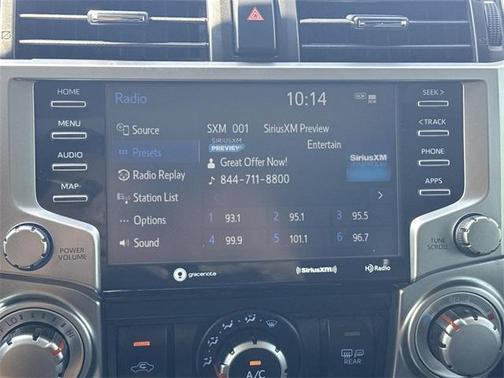 HOME
MENU
AUDIO
MAP
POWER
VOLUME
Radio
10:14
Source
Presets
Radio Replay
Station List
Options
Sound
SXM 001 SiriusXM Preview
SIRIUSXM
PREVIEW
Entertain
Great Offer Now!
844-711-8800
SiriusXM
1 93.1 2 95.1 3 95.5
4 99.9 5 101.1 6 96.7
gracenote
((SiriusXM))
HD Radio
SEEK >
< TRACK
PHONE
APPS
TUNE
SCROLL
LO
A/C
REAR